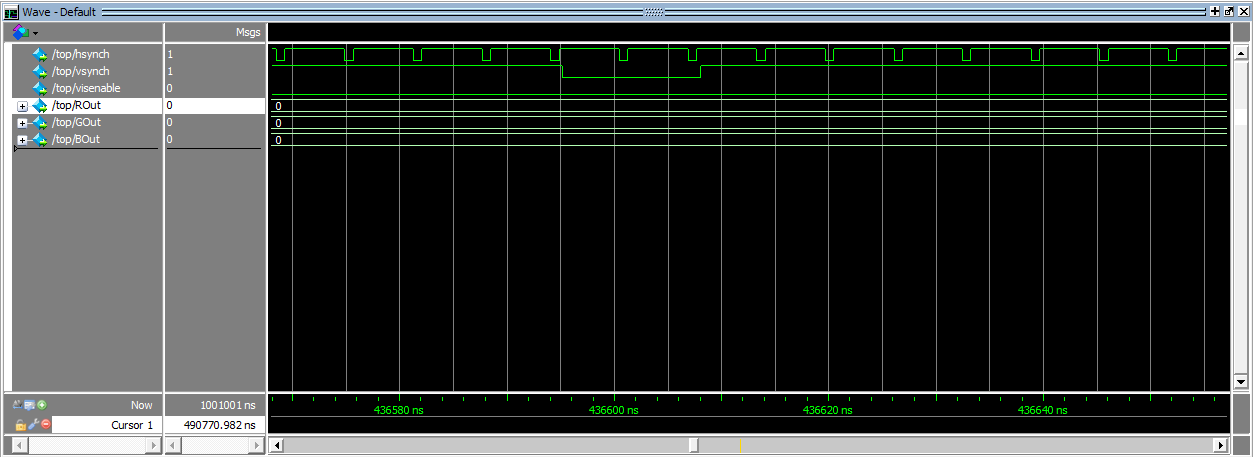 Wave - Default
Msgs
/top/hsynch 1
/top/vsynch 1
/top/visenable 0
/top/ROut 0 0
/top/GOut 0 0
/top/BOut 0 0
Now 1001001 ns 436580 ns 436600 ns 436620 ns 436640 ns
Cursor 1 490770.982 ns